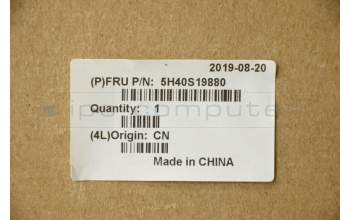 2019-08-20
(P)FRU P/N: 5H40S19880
Quantity: 1
(4L)Origin: CN
Made in CHINA